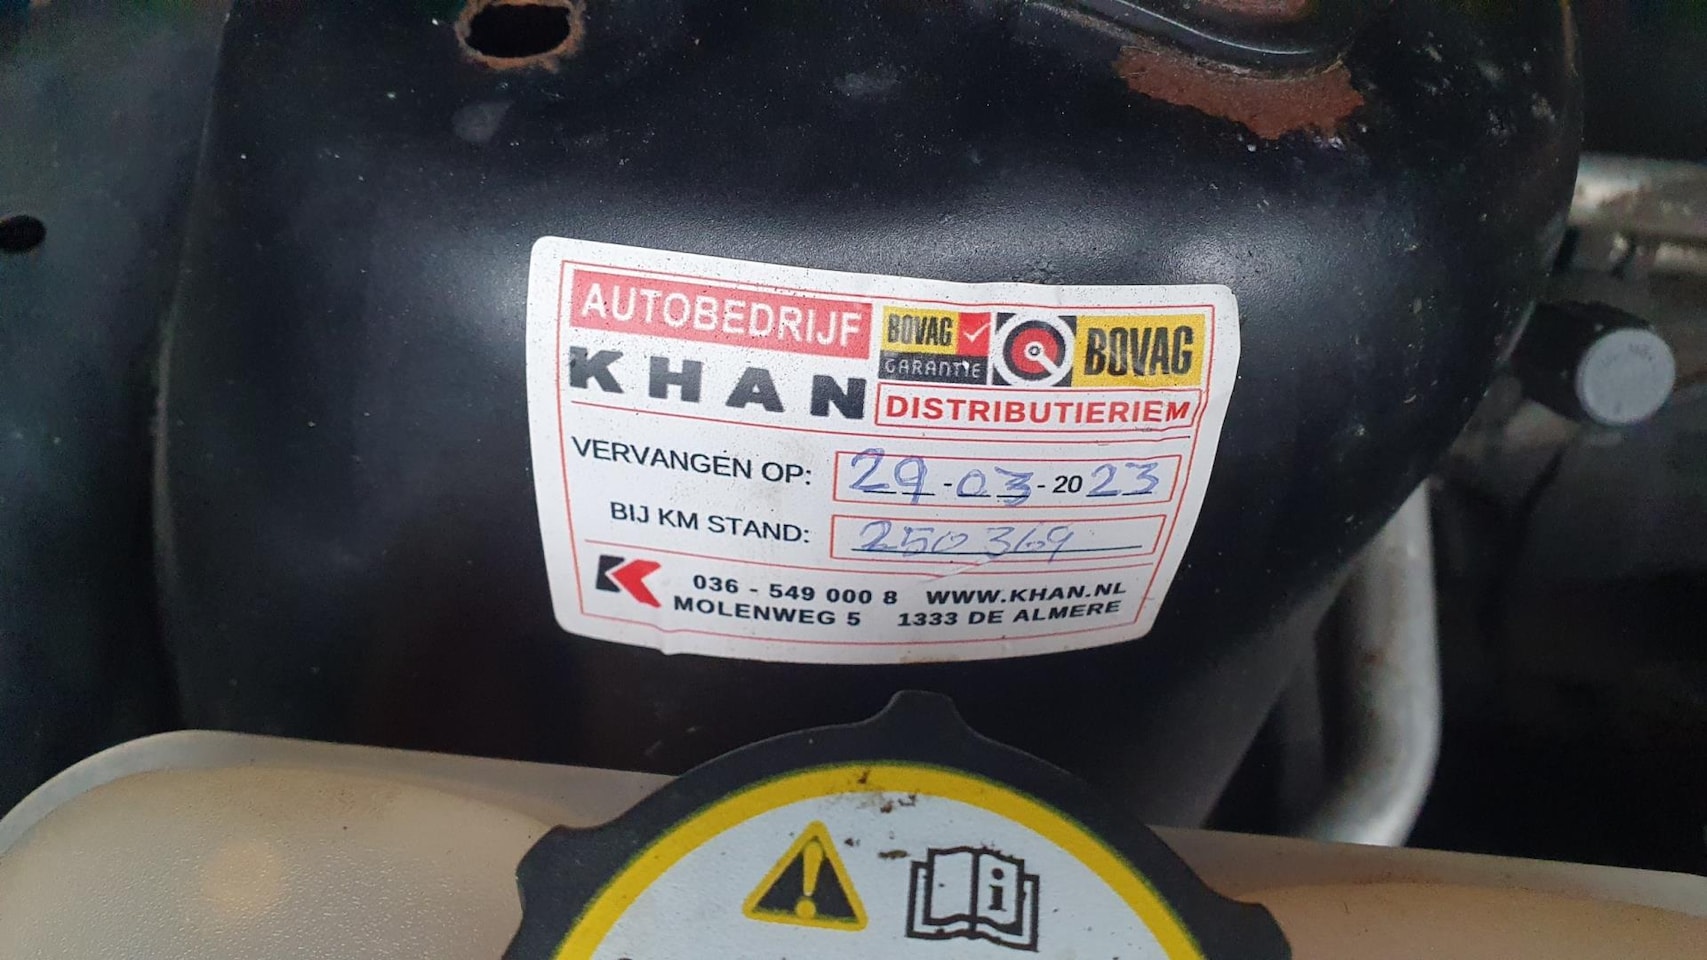 AUTOBEDRIJF
KHAN
BOVAG
GARANTIE
BOVAG
DISTRIBUTIERIEM
VERVANGEN OP: 29-03-2023
BIJ KM STAND: 250369
036 - 549 000 8 WWW.KHAN.NL
MOLENWEG 5 1333 DE ALMERE